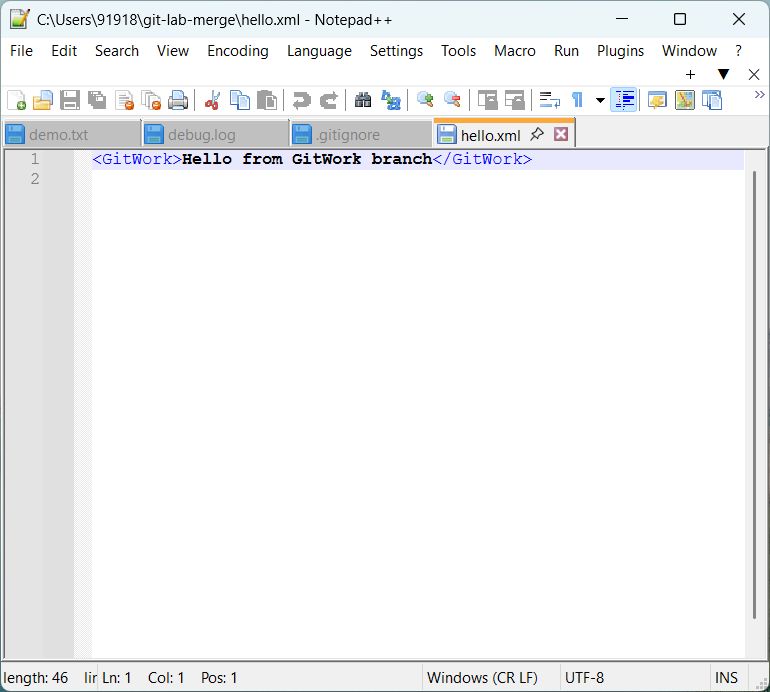 C:\Users\91918\git-lab-merge\hello.xml - Notepad++
File Edit Search View Encoding Language Settings Tools Macro Run Plugins Window ?
demo.txt debug.log .gitignore hello.xml
1 <GitWork>Hello from GitWork branch</GitWork>
2
length: 46 lir Ln: 1 Col: 1 Pos: 1 Windows (CR LF) UTF-8 INS